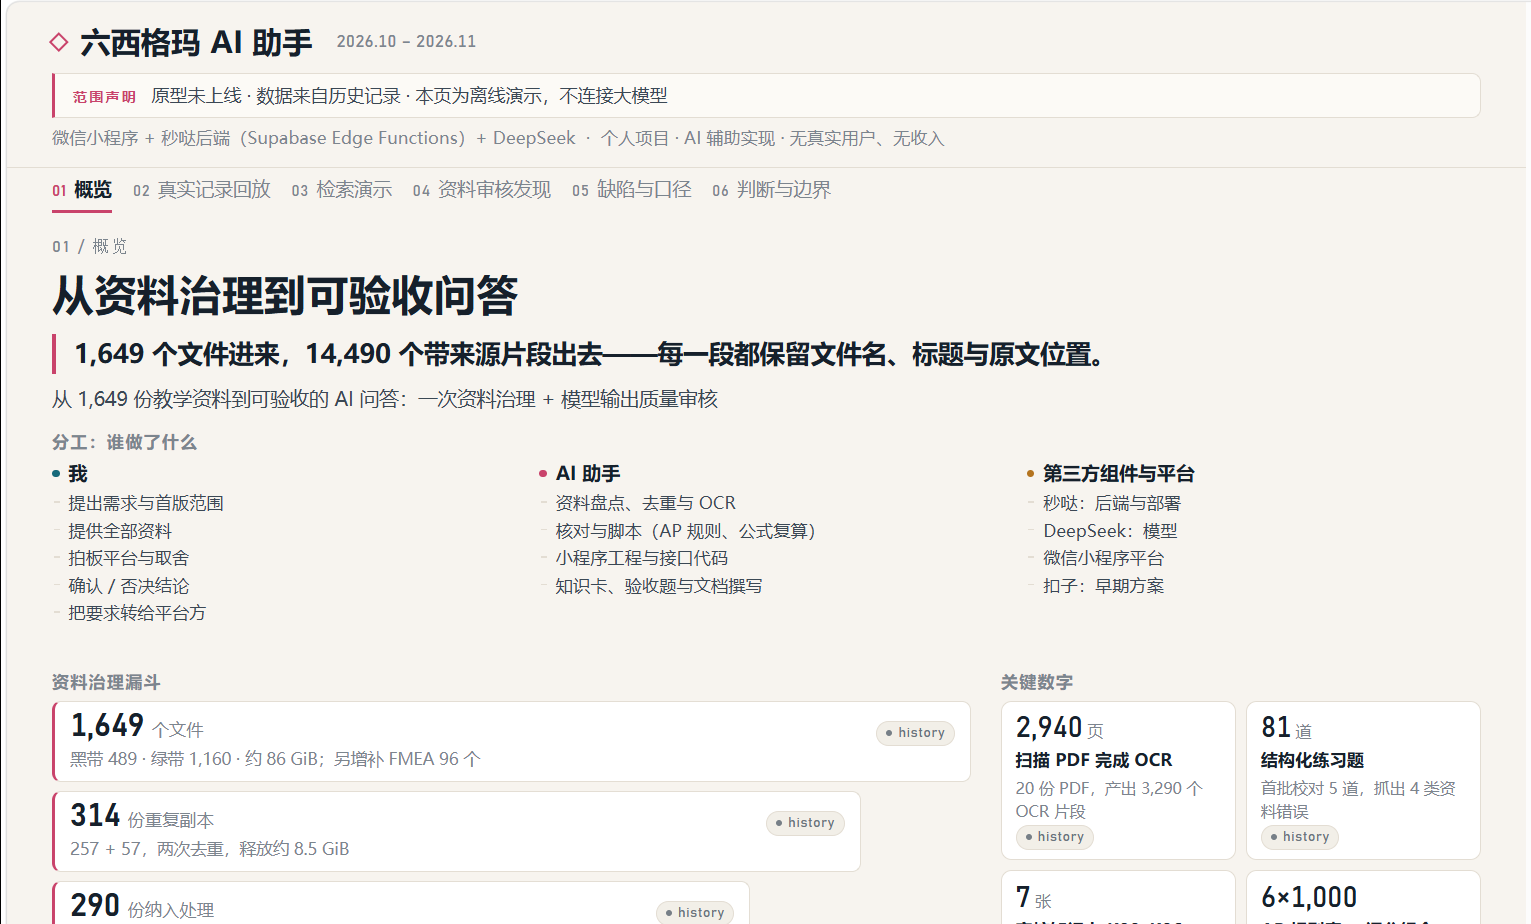 六西格玛 AI 助手 2026.10 – 2026.11
范围声明 原型未上线 · 数据来自历史记录 · 本页为离线演示，不连接大模型
微信小程序 + 秒哒后端（Supabase Edge Functions）+ DeepSeek · 个人项目 · AI 辅助实现 · 无真实用户、无收入
01 概览 02 真实记录回放 03 检索演示 04 资料审核发现 05 缺陷与口径 06 判断与边界
01 / 概览
从资料治理到可验收问答
1,649 个文件进来，14,490 个带来源片段出去——每一段都保留文件名、标题与原文位置。
从 1,649 份教学资料到可验收的 AI 问答：一次资料治理 + 模型输出质量审核
分工：谁做了什么
我
- 提出需求与首版范围
- 提供全部资料
- 拍板平台与取舍
- 确认 / 否决结论
- 把要求转给平台方
AI 助手
- 资料盘点、去重与 OCR
- 核对与脚本（AP 规则、公式复算）
- 小程序工程与接口代码
- 知识卡、验收题与文档撰写
第三方组件与平台
- 秒哒：后端与部署
- DeepSeek：模型
- 微信小程序平台
- 扣子：早期方案
资料治理漏斗
1,649 个文件
history
黑带 489 · 绿带 1,160 · 约 86 GiB；另增补 FMEA 96 个
314 份重复副本
history
257 + 57，两次去重，释放约 8.5 GiB
290 份纳入处理
history
关键数字
2,940 页
扫描 PDF 完成 OCR
20 份 PDF，产出 3,290 个
OCR 片段
history
81 道
结构化练习题
首批校对 5 道，抓出 4 类资
料错误
history
7 张
6×1,000